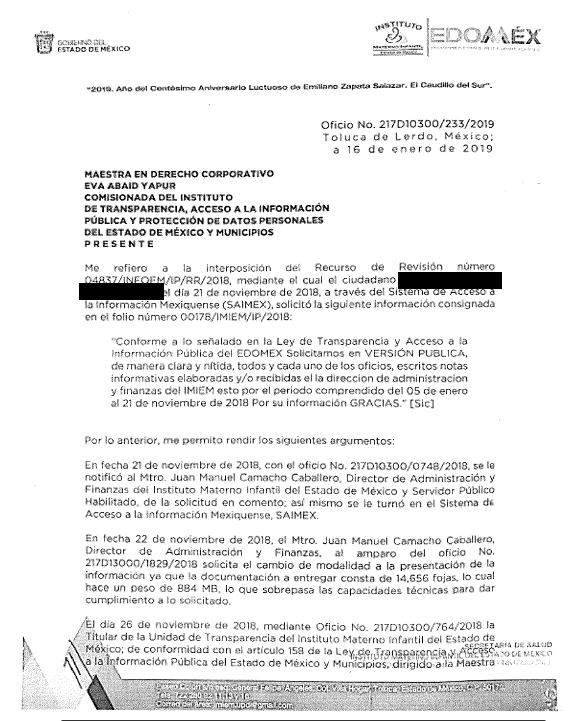 GOBIERNO DEL
ESTADO DE MÉXICO
INSTITUTO
MATERNO INFANTIL
EDOMÉX
"2019. Año del Centésimo Aniversario Luctuoso de Emiliano Zapata Salazar. El Caudillo del Sur".
Oficio No. 217D10300/233/2019
Toluca de Lerdo, México;
a 16 de enero de 2019
MAESTRA EN DERECHO CORPORATIVO
EVA ABAID YAPUR
COMISIONADA DEL INSTITUTO
DE TRANSPARENCIA, ACCESO A LA INFORMACIÓN
PÚBLICA Y PROTECCIÓN DE DATOS PERSONALES
DEL ESTADO DE MÉXICO Y MUNICIPIOS
P R E S E N T E
Me refiero a la interposición del Recurso de Revisión número
04837/INFOEM/IP/RR/2018, mediante el cual el ciudadano
el día 21 de noviembre de 2018, a través del Sistema de Acceso a
la Información Mexiquense (SAIMEX), solicitó la siguiente información consignada
en el folio número 00178/IMIEM/IP/2018:
"Conforme a lo señalado en la Ley de Transparencia y Acceso a la
Información Pública del EDOMEX Solicitamos en VERSIÓN PUBLICA,
de manera clara y nítida, todos y cada uno de los oficios, escritos notas
informativas elaboradas y/o recibidas el la direccion de administracion
y finanzas del IMIEM esto por el periodo comprendido del 05 de enero
al 21 de noviembre de 2018 Por su información GRACIAS." [Sic]
Por lo anterior, me permito rendir los siguientes argumentos:
En fecha 21 de noviembre de 2018, con el oficio No. 217D10300/0748/2018, se le
notificó al Mtro. Juan Manuel Camacho Caballero, Director de Administración y
Finanzas del Instituto Materno Infantil del Estado de México y Servidor Público
Habilitado, de la solicitud en comento; así mismo se le turnó en el Sistema de
Acceso a la Información Mexiquense, SAIMEX.
En fecha 22 de noviembre de 2018, el Mtro. Juan Manuel Camacho Caballero,
Director de Administración y Finanzas, al amparo del oficio No.
217D13000/1829/2018 solicita el cambio de modalidad a la presentación de la
información ya que la documentación a entregar consta de 14,656 fojas, lo cual
hace un peso de 884 MB, lo que sobrepasa las capacidades técnicas para dar
cumplimiento a lo solicitado.
El día 26 de noviembre de 2018, mediante Oficio No. 217D10300/764/2018 la
Titular de la Unidad de Transparencia del Instituto Materno Infantil del Estado de
México; de conformidad con el artículo 158 de la Ley de Transparencia y Acceso
a la Información Pública del Estado de México y Municipios, dirigido a la Maestra
SECRETARÍA DE SALUD
INSTITUTO MATERNO INFANTIL DEL ESTADO DE MÉXICO
Paseo Colón s/n esq. General Felipe Ángeles, Col. Villa Hogar, Toluca, Estado de México, C.P. 50170.